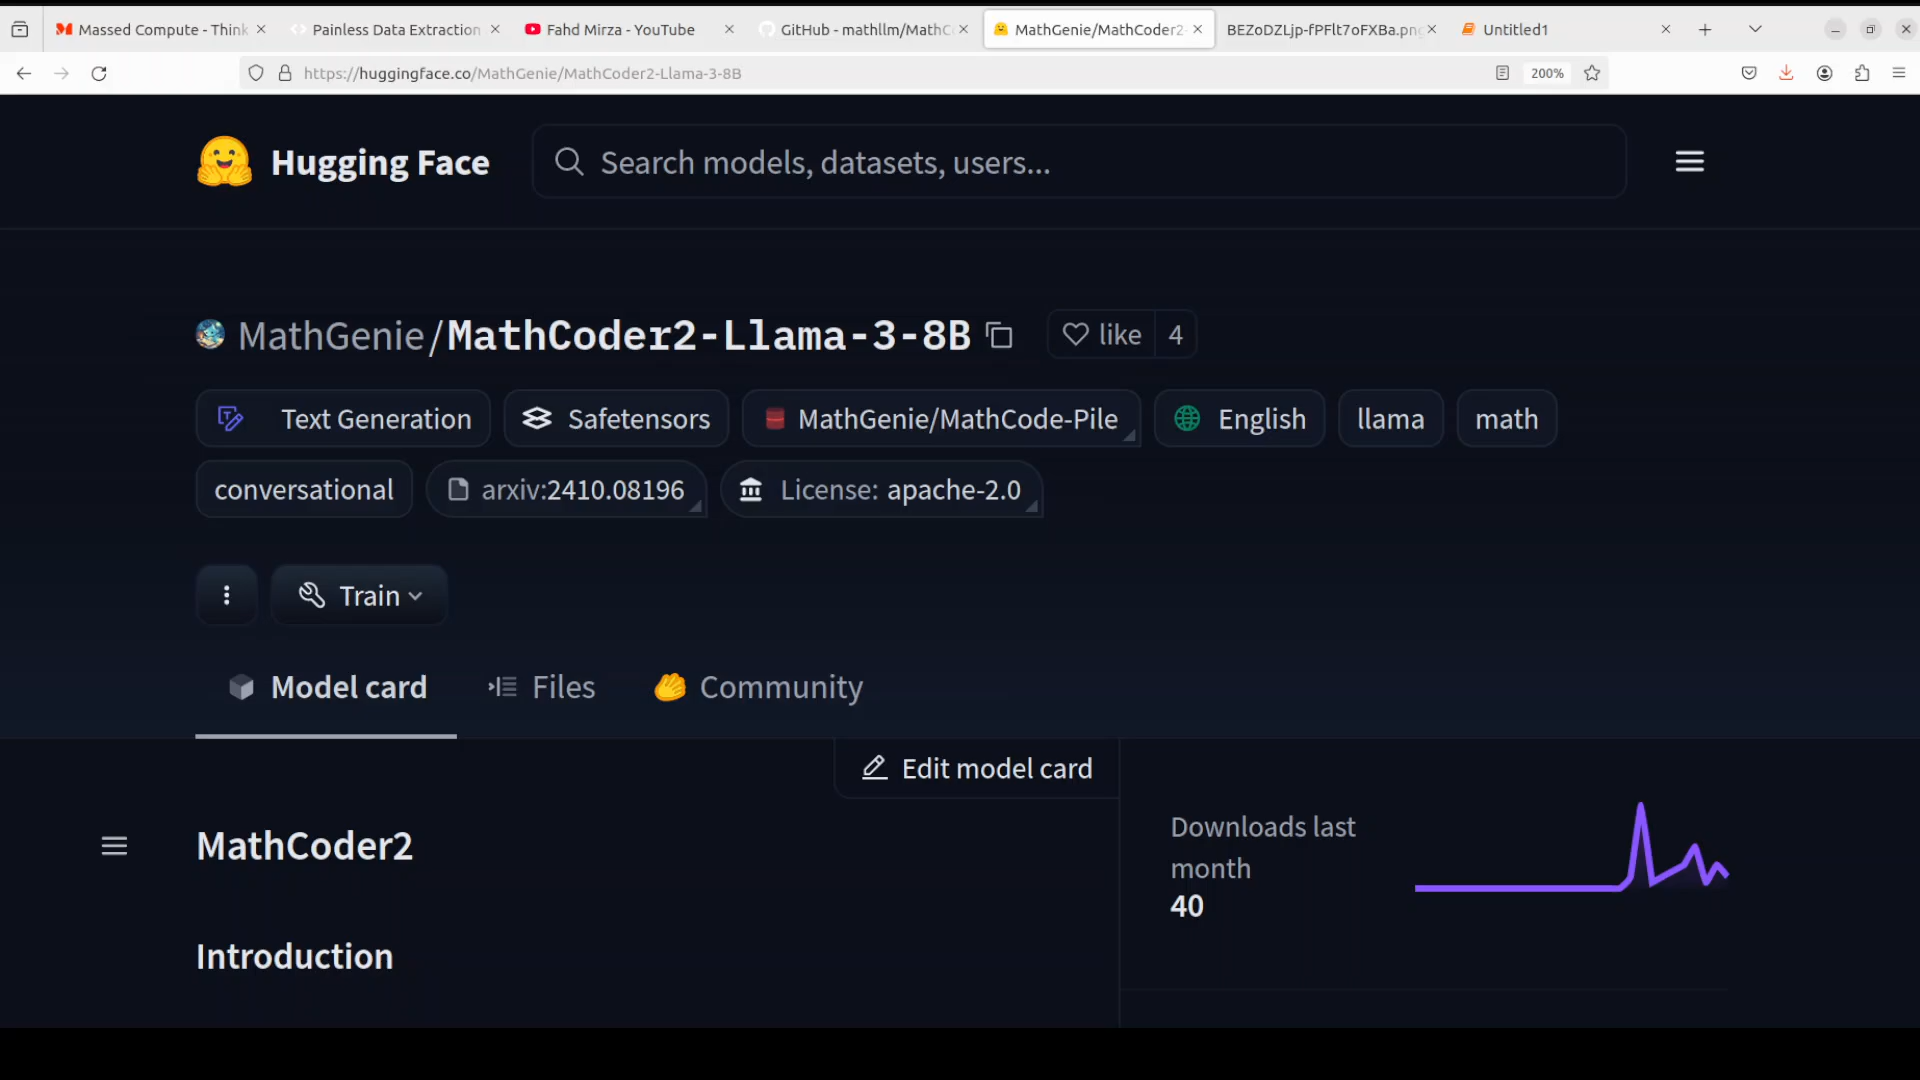 Massed Compute - Think
Painless Data Extraction
Fahd Mirza - YouTube
GitHub - mathllm/MathC
MathGenie/MathCoder2-
BEZoDZLjp-fPFlt7oFXBa.png
Untitled1
https://huggingface.co/MathGenie/MathCoder2-Llama-3-8B
200%
Hugging Face
Search models, datasets, users...
MathGenie/MathCoder2-Llama-3-8B
like 4
Text Generation
Safetensors
MathGenie/MathCode-Pile
English
llama
math
conversational
arxiv:2410.08196
License: apache-2.0
Train
Model card
Files
Community
Edit model card
MathCoder2
Downloads last
month
40
Introduction